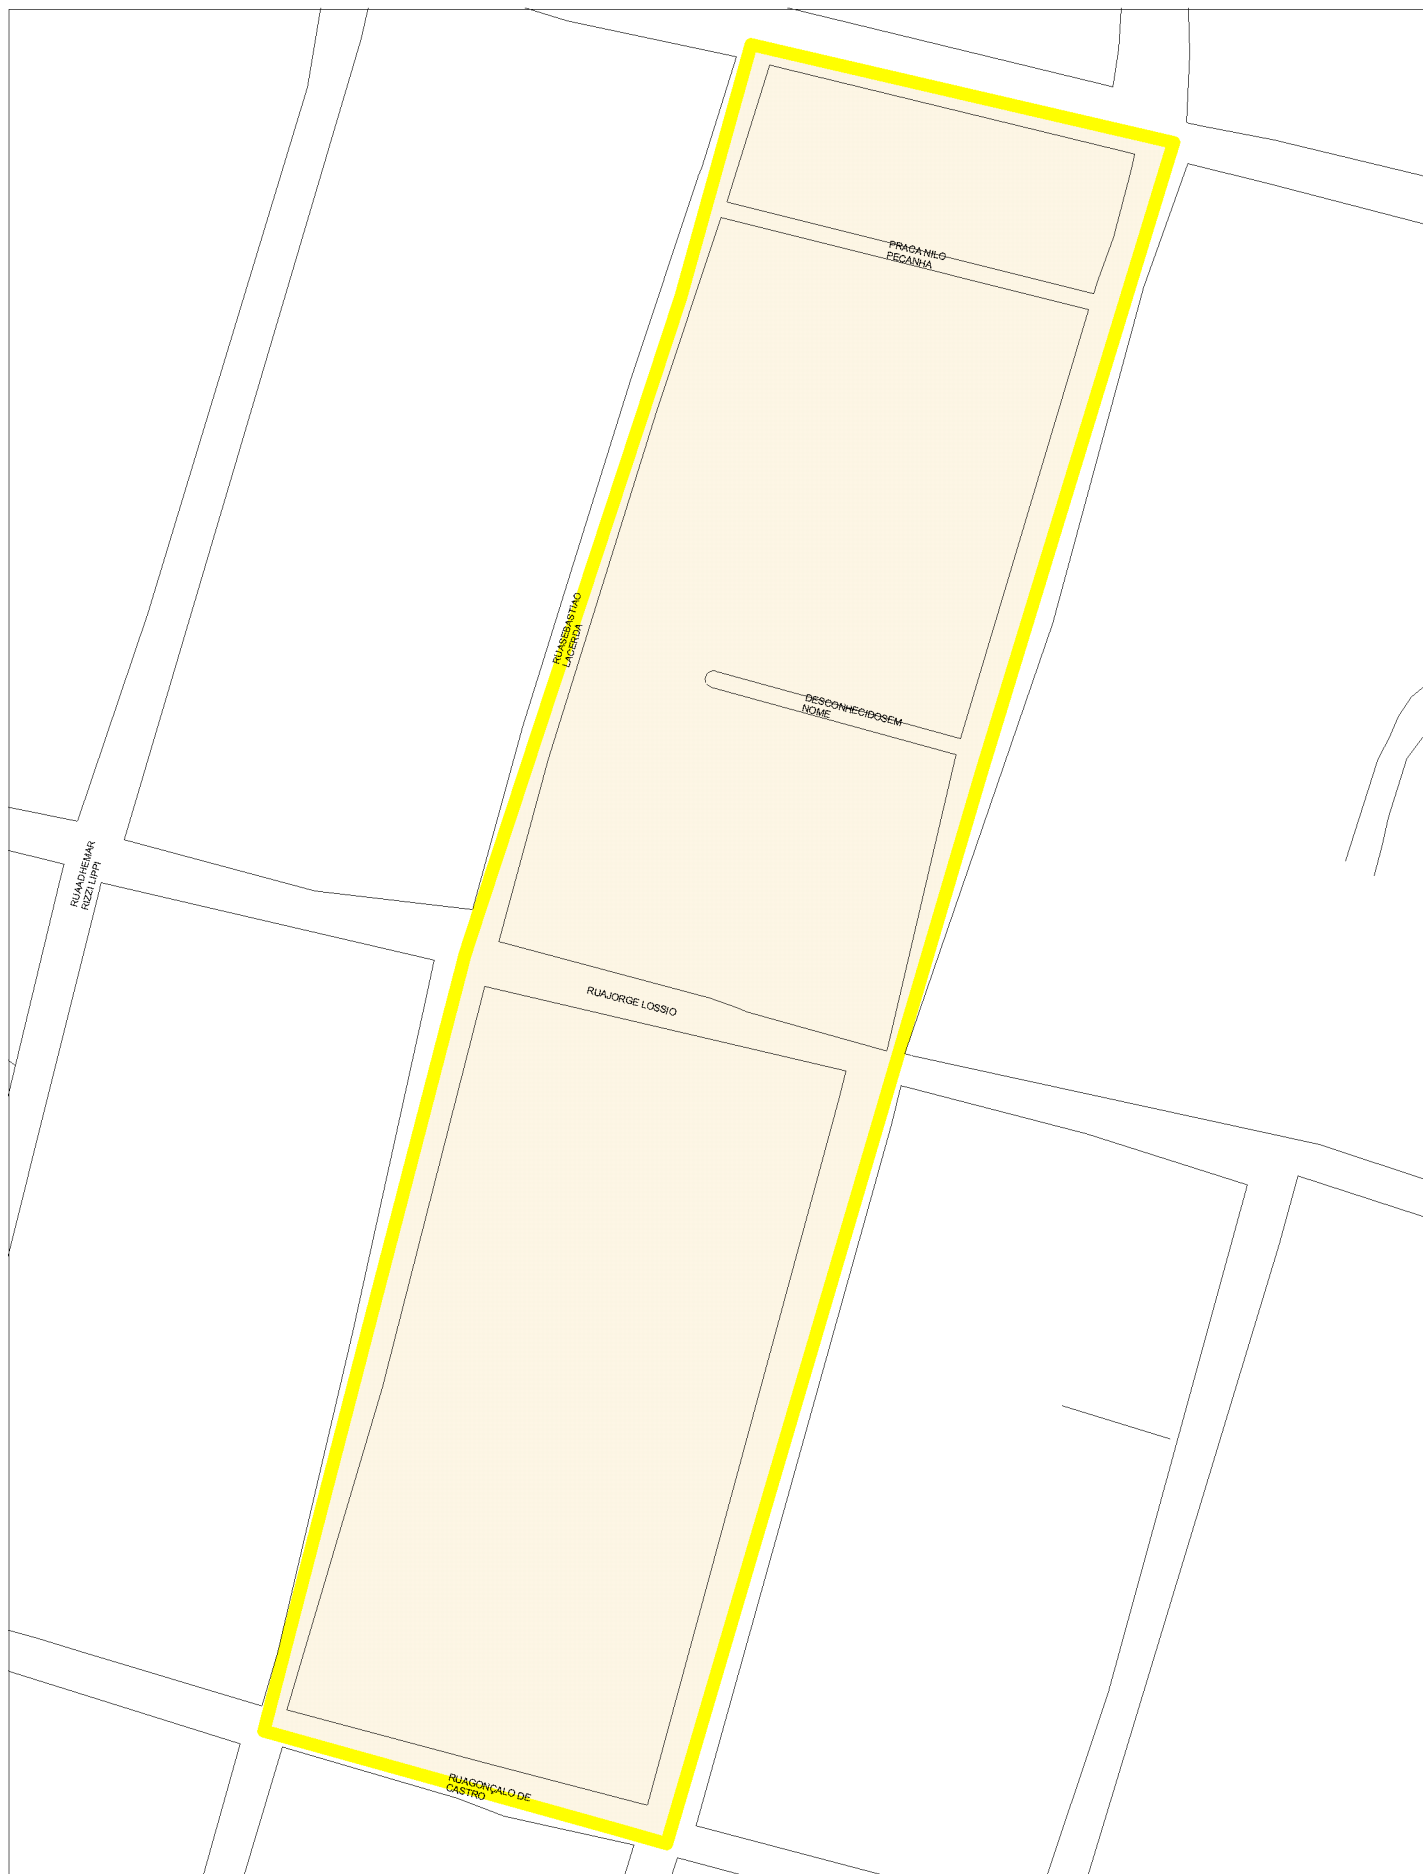 PRACA NILO
PECANHA
RUASEBASTIAO
LACERDA
DESCONHECIDOSEM
NOME
RUAADHEMAR
RIZZI LIPPI
RUAJORGE LOSSIO
RUAGONÇALO DE
CASTRO